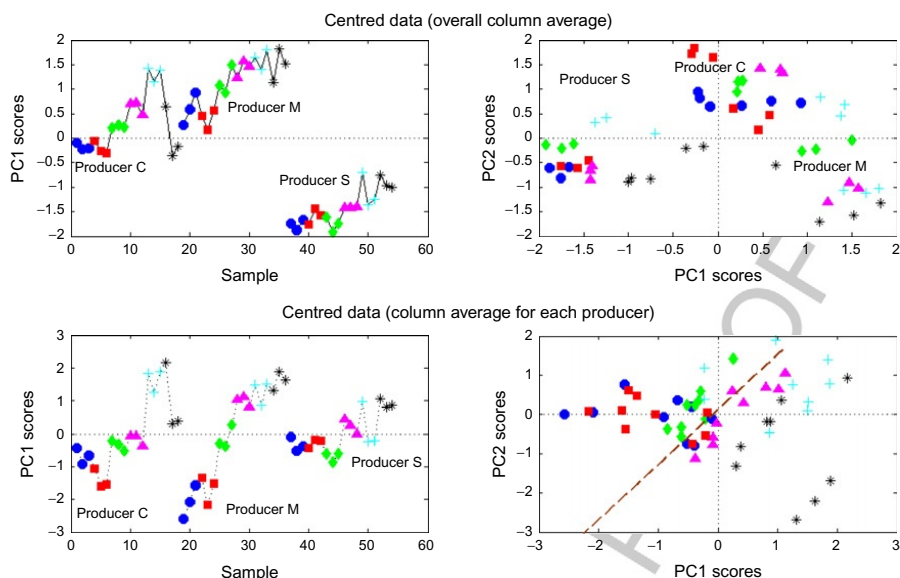 Centred data (overall column average)
PC1 scores
2
1.5
1
0.5
0
−0.5
−1
−1.5
−2
Producer C
Producer M
Producer S
0 10 20 30 40 50 60
Sample
PC2 scores
2
1.5
1
0.5
0
−0.5
−1
−1.5
−2
Producer S
Producer C
Producer M
−2 −1.5 −1 −0.5 0 0.5 1 1.5 2
PC1 scores
Centred data (column average for each producer)
PC1 scores
3
2
1
0
−1
−2
−3
Producer C
Producer M
Producer S
0 10 20 30 40 50 60
Sample
PC2 scores
2
1
0
−1
−2
−3
−3 −2 −1 0 1 2 3
PC1 scores
OF